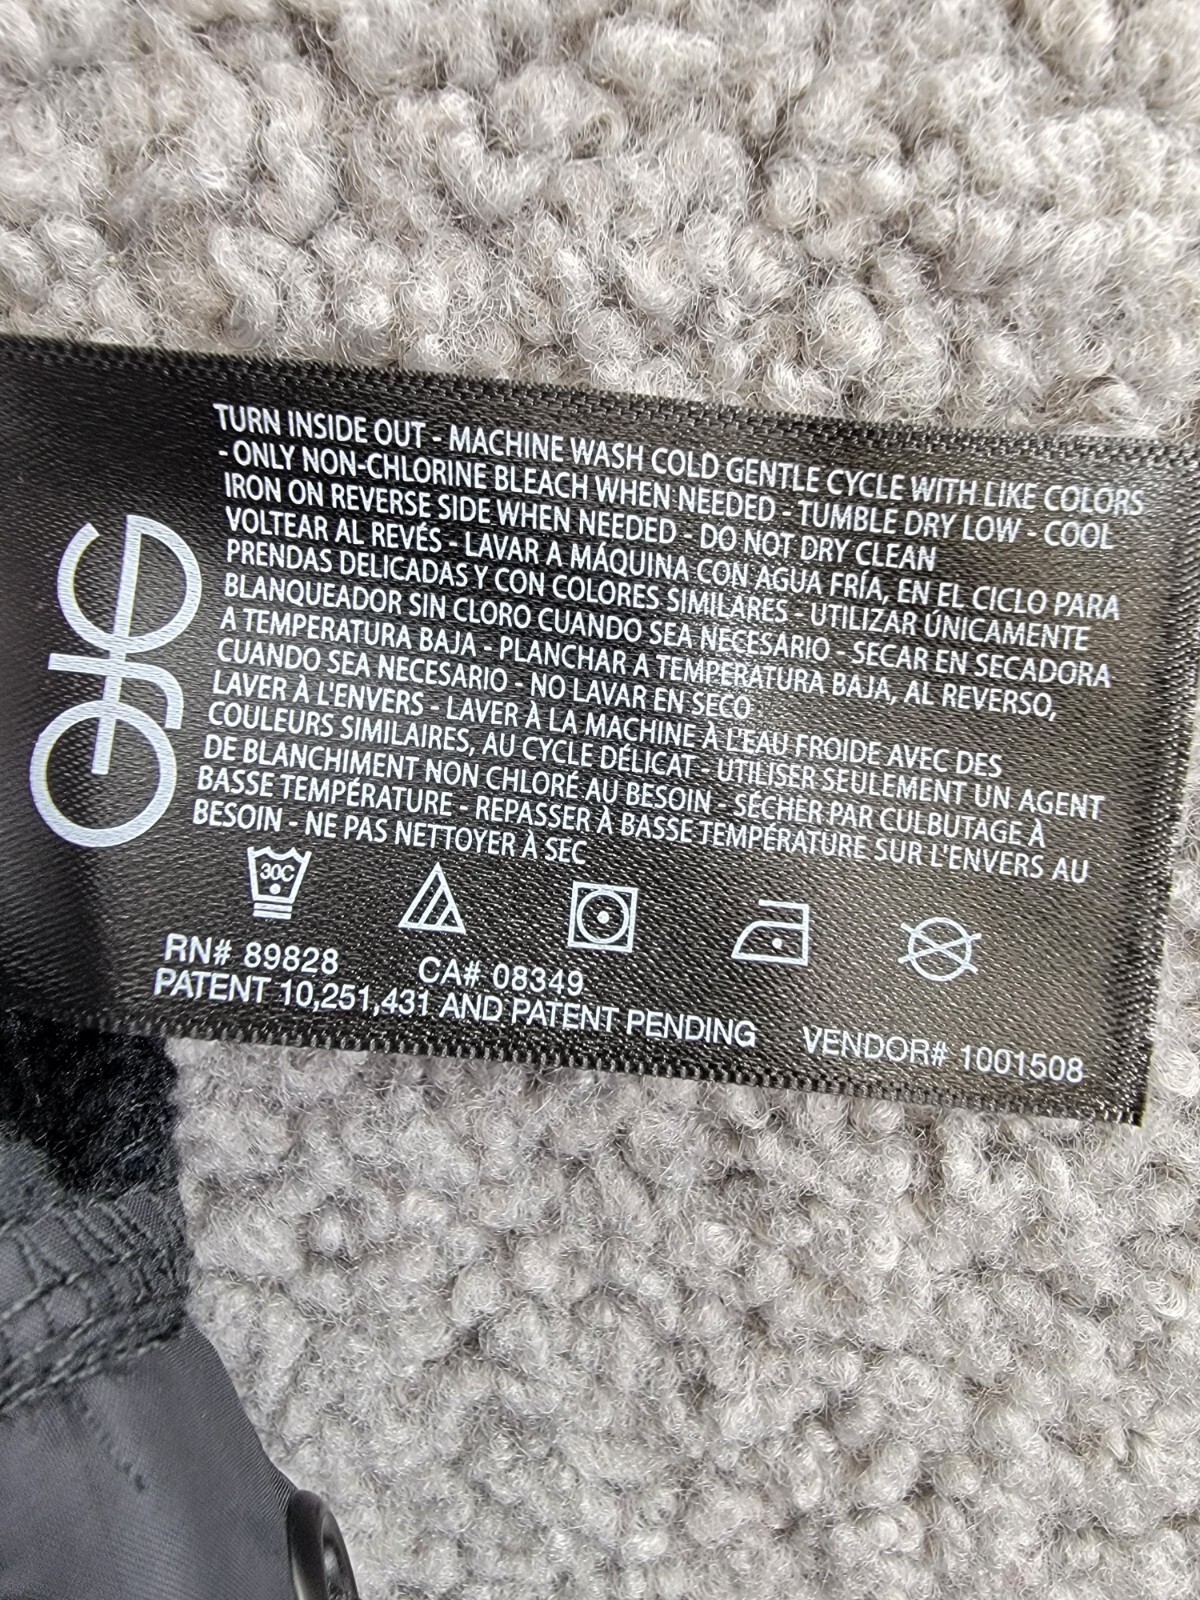 TURN INSIDE OUT - MACHINE WASH COLD GENTLE CYCLE WITH LIKE COLORS
- ONLY NON-CHLORINE BLEACH WHEN NEEDED - TUMBLE DRY LOW - COOL
IRON ON REVERSE SIDE WHEN NEEDED - DO NOT DRY CLEAN
VOLTEAR AL REVÉS - LAVAR A MÁQUINA CON AGUA FRÍA, EN EL CICLO PARA
PRENDAS DELICADAS Y CON COLORES SIMILARES - UTILIZAR ÚNICAMENTE
BLANQUEADOR SIN CLORO CUANDO SEA NECESARIO - SECAR EN SECADORA
A TEMPERATURA BAJA - PLANCHAR A TEMPERATURA BAJA, AL REVERSO,
CUANDO SEA NECESARIO - NO LAVAR EN SECO
LAVER À L'ENVERS - LAVER À LA MACHINE À L'EAU FROIDE AVEC DES
COULEURS SIMILAIRES, AU CYCLE DÉLICAT - UTILISER SEULEMENT UN AGENT
DE BLANCHIMENT NON CHLORÉ AU BESOIN - SÉCHER PAR CULBUTAGE À
BASSE TEMPÉRATURE - REPASSER À BASSE TEMPÉRATURE SUR L'ENVERS AU
BESOIN - NE PAS NETTOYER À SEC
30C
RN# 89828 CA# 08349
PATENT 10,251,431 AND PATENT PENDING VENDOR# 1001508